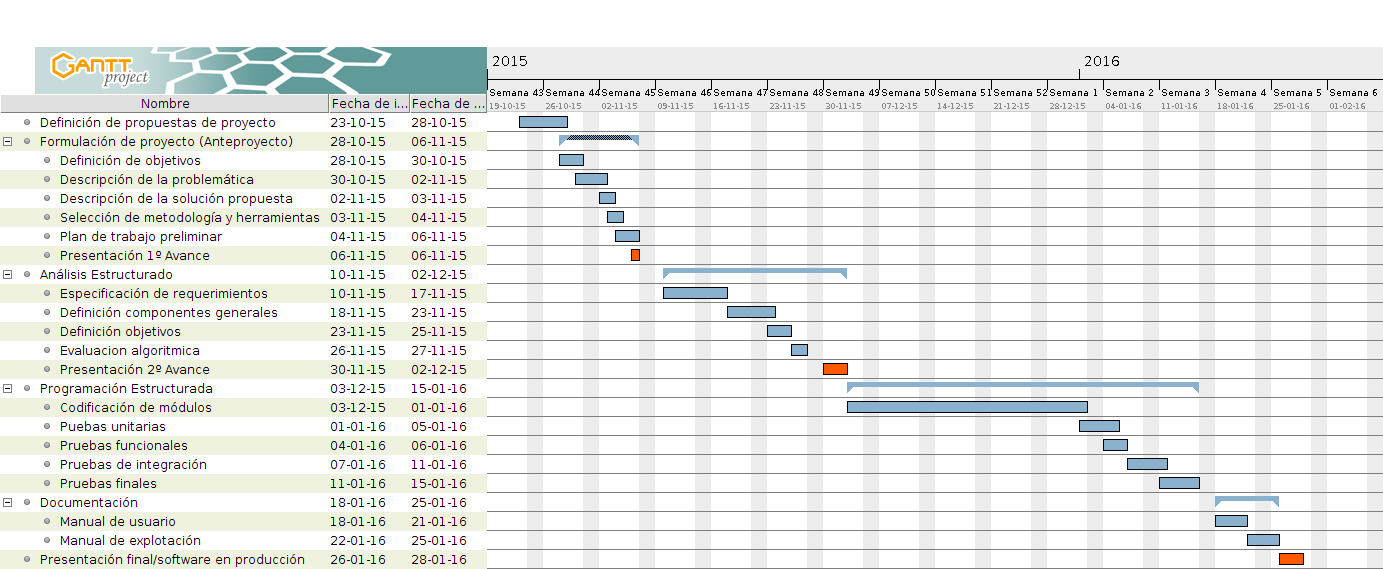 GANTT
project
2015 2016
Semana 43 Semana 44 Semana 45 Semana 46 Semana 47 Semana 48 Semana 49 Semana 50 Semana 51 Semana 52 Semana 1 Semana 2 Semana 3 Semana 4 Semana 5 Semana 6
19-10-15 26-10-15 02-11-15 09-11-15 16-11-15 23-11-15 30-11-15 07-12-15 14-12-15 21-12-15 28-12-15 04-01-16 11-01-16 18-01-16 25-01-16 01-02-16
Nombre Fecha de i... Fecha de ...
Definición de propuestas de proyecto 23-10-15 28-10-15
Formulación de proyecto (Anteproyecto) 28-10-15 06-11-15
Definición de objetivos 28-10-15 30-10-15
Descripción de la problemática 30-10-15 02-11-15
Descripción de la solución propuesta 02-11-15 03-11-15
Selección de metodología y herramientas 03-11-15 04-11-15
Plan de trabajo preliminar 04-11-15 06-11-15
Presentación 1º Avance 06-11-15 06-11-15
Análisis Estructurado 10-11-15 02-12-15
Especificación de requerimientos 10-11-15 17-11-15
Definición componentes generales 18-11-15 23-11-15
Definición objetivos 23-11-15 25-11-15
Evaluacion algoritmica 26-11-15 27-11-15
Presentación 2º Avance 30-11-15 02-12-15
Programación Estructurada 03-12-15 15-01-16
Codificación de módulos 03-12-15 01-01-16
Puebas unitarias 01-01-16 05-01-16
Pruebas funcionales 04-01-16 06-01-16
Pruebas de integración 07-01-16 11-01-16
Pruebas finales 11-01-16 15-01-16
Documentación 18-01-16 25-01-16
Manual de usuario 18-01-16 21-01-16
Manual de explotación 22-01-16 25-01-16
Presentación final/software en producción 26-01-16 28-01-16